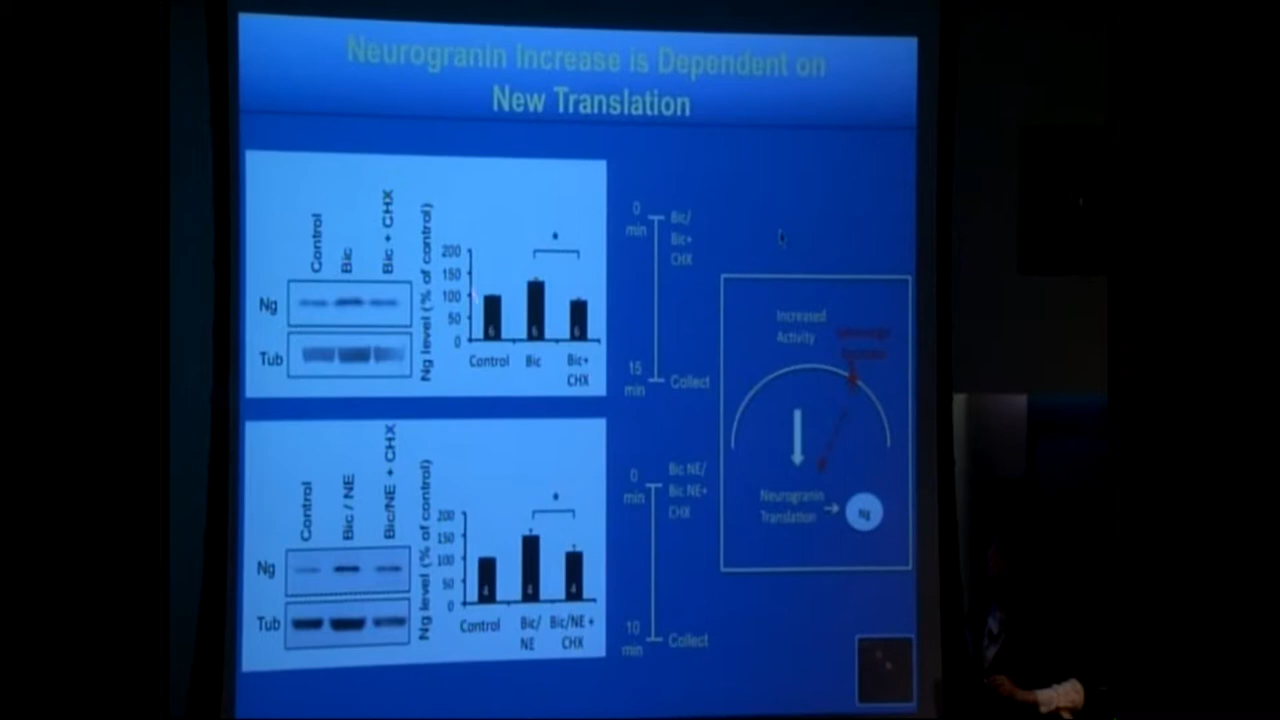 Neurogranin Increase is Dependent on
New Translation
Control
Bic
Bic + CHX
Ng
Tub
Ng level (% of control)
200
150
100
50
0
6
6
6
*
Control
Bic
Bic+
CHX
0
min
Bic/
Bic+
CHX
15
min
Collect
Control
Bic / NE
Bic/NE + CHX
Ng
Tub
Ng level (% of control)
200
150
100
50
0
4
4
4
*
Control
Bic/
NE
Bic/NE +
CHX
0
min
Bic NE/
Bic NE+
CHX
10
min
Collect
Increased
Activity
Neurogranin
Translation
Ng